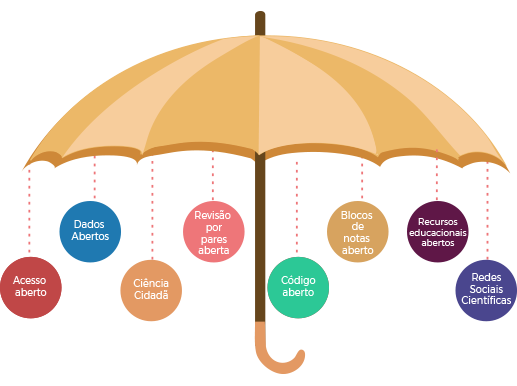 Acesso
aberto
Dados
Abertos
Ciência
Cidadã
Revisão
por
pares
aberta
Código
aberto
Blocos
de
notas
aberto
Recursos
educacionais
abertos
Redes
Sociais
Científicas